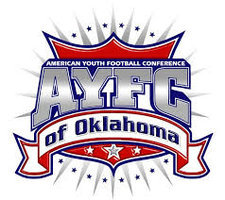 AMERICAN YOUTH FOOTBALL CONFERENCE
AYFC
of Oklahoma